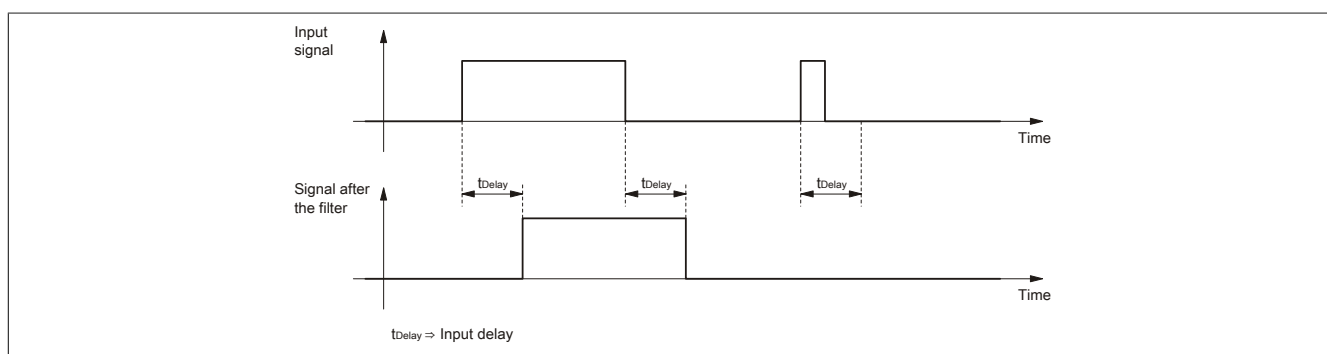 Input
signal
Time
tDelay
tDelay
tDelay
Signal after
the filter
Time
tDelay ⇒ Input delay